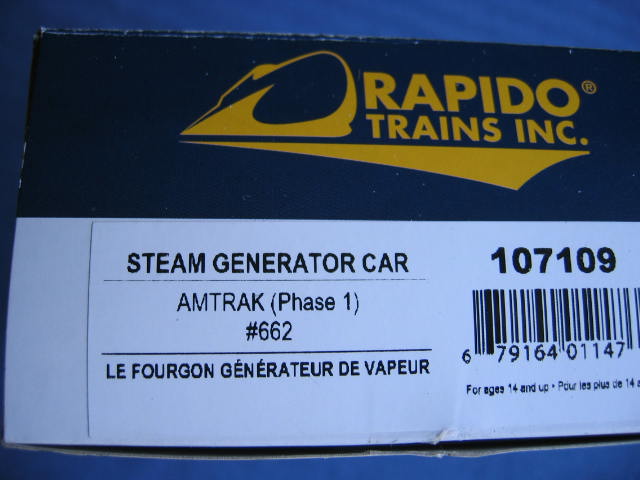 RAPIDO®
TRAINS INC.
STEAM GENERATOR CAR
AMTRAK (Phase 1)
#662
LE FOURGON GÉNÉRATEUR DE VAPEUR
107109
6 79164 01147
For ages 14 and up • Pour les plus de 14 a